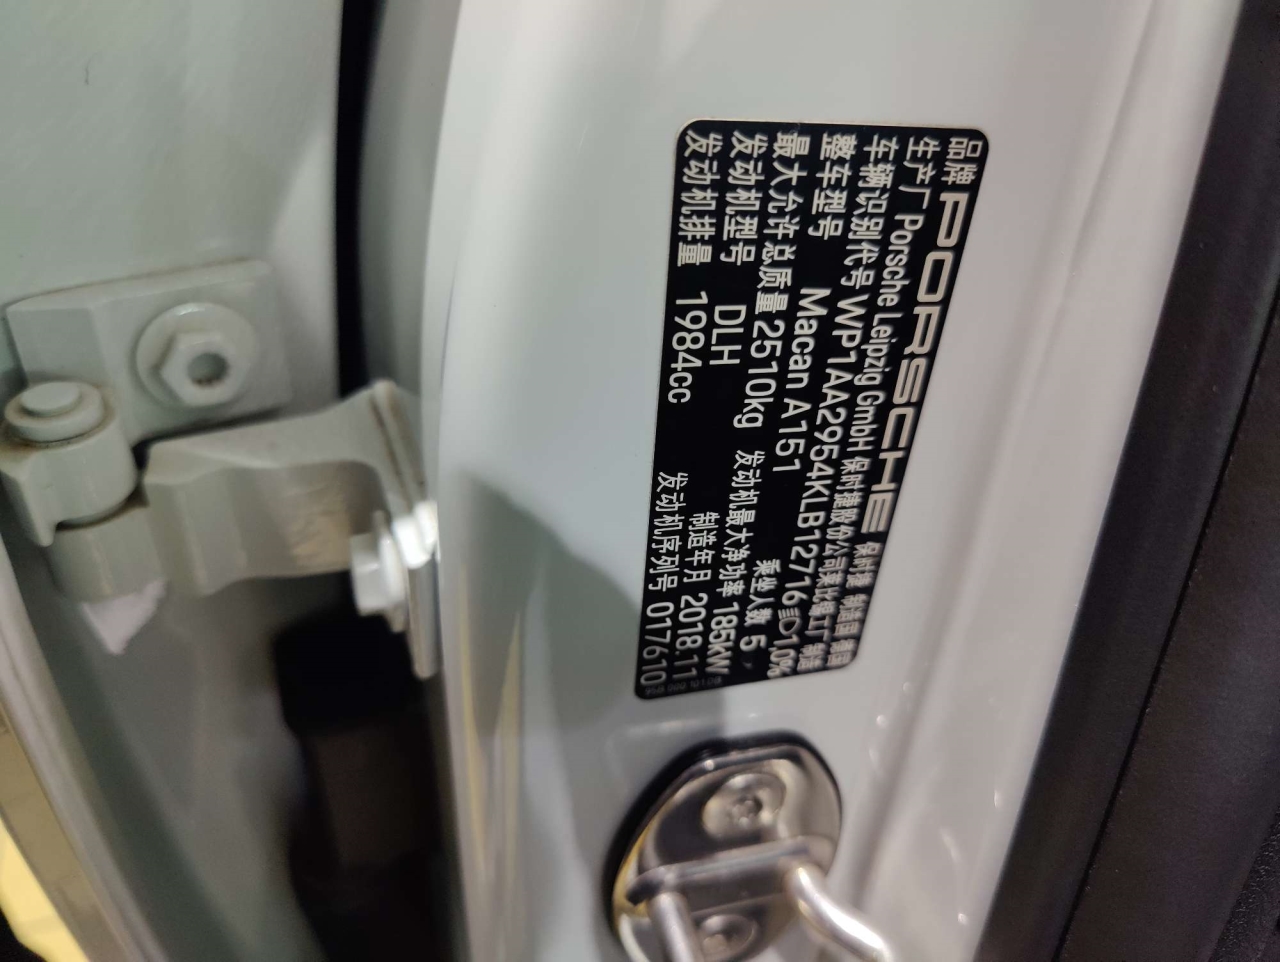 品牌 PORSCHE 保时捷 制造国 德国
生产厂 Porsche Leipzig GmbH 保时捷股份公司莱比锡工厂 制造
车辆识别代号 WP1AA2954KLB12716 1,0%
整车型号 Macan A151 乘坐人数 5
最大允许总质量 2510kg 发动机最大净功率 185kW
发动机型号 DLH 制造年月 2018.11
发动机排量 1984cc 发动机序列号 017610